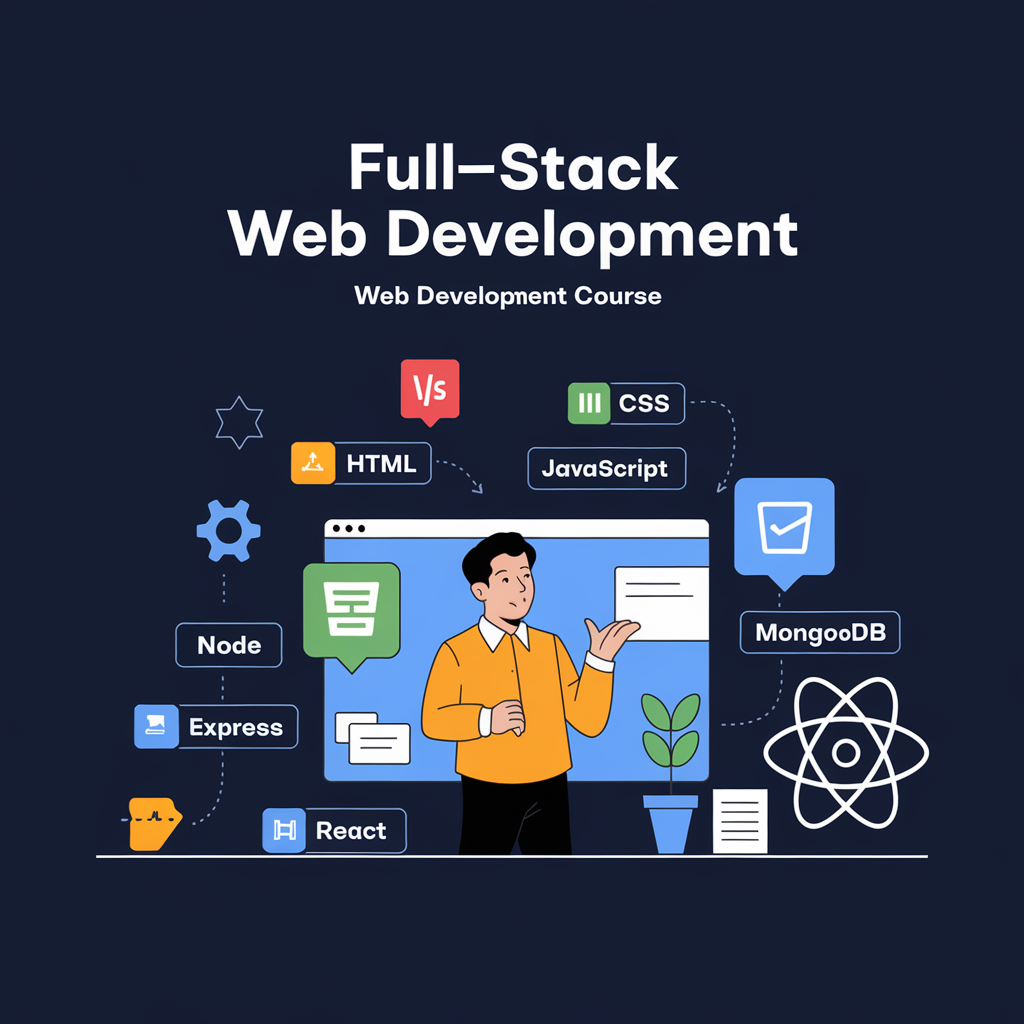 Full–Stack
Web Development
Web Development Course
V/s
CSS
HTML
JavaScript
Node
MongooDB
Express
React